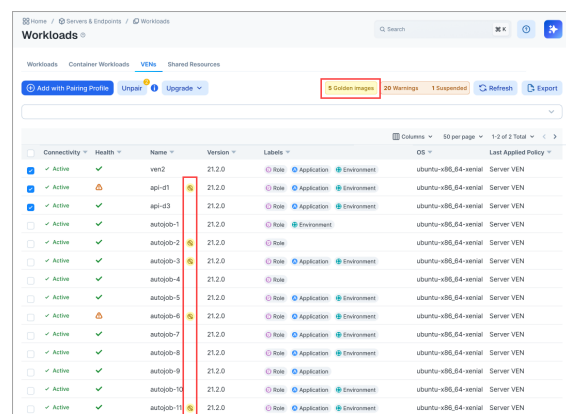 Home / Servers & Endpoints / Workloads
Workloads
Search
⌘ K
Workloads Container Workloads VENs Shared Resources
Add with Pairing Profile Unpair 2 Upgrade 5 Golden images 20 Warnings 1 Suspended Refresh Export
Columns 50 per page 1-2 of 2 Total
Connectivity Health Name Version Labels OS Last Applied Policy
Active ven2 21.2.0 Role Application Environment ubuntu-x86_64-xenial Server VEN
Active api-d1 21.2.0 Role Application Environment ubuntu-x86_64-xenial Server VEN
Active api-d3 21.2.0 Role Application Environment ubuntu-x86_64-xenial Server VEN
Active autojob-1 21.2.0 Role Environment ubuntu-x86_64-xenial Server VEN
Active autojob-2 21.2.0 Role ubuntu-x86_64-xenial Server VEN
Active autojob-3 21.2.0 Role Application Environment ubuntu-x86_64-xenial Server VEN
Active autojob-4 21.2.0 Role ubuntu-x86_64-xenial Server VEN
Active autojob-5 21.2.0 Role Application Environment ubuntu-x86_64-xenial Server VEN
Active autojob-6 21.2.0 Role Application Environment ubuntu-x86_64-xenial Server VEN
Active autojob-7 21.2.0 Role Application Environment ubuntu-x86_64-xenial Server VEN
Active autojob-8 21.2.0 Role Application Environment ubuntu-x86_64-xenial Server VEN
Active autojob-9 21.2.0 Role Application ubuntu-x86_64-xenial Server VEN
Active autojob-10 21.2.0 Role Application Environment ubuntu-x86_64-xenial Server VEN
Active autojob-11 21.2.0 Role Application Environment ubuntu-x86_64-xenial Server VEN